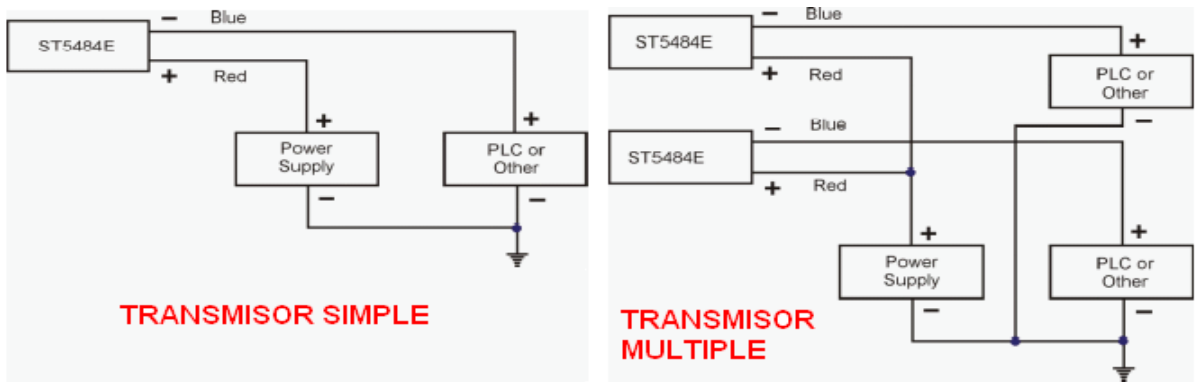 − Blue
ST5484E
+ Red
+ +
Power
Supply
PLC or
Other
− −
TRANSMISOR SIMPLE
− Blue
ST5484E
+
PLC or
Other
+ Red
−
− Blue
ST5484E
+ Red
+ +
Power
Supply
PLC or
Other
− −
TRANSMISOR
MULTIPLE